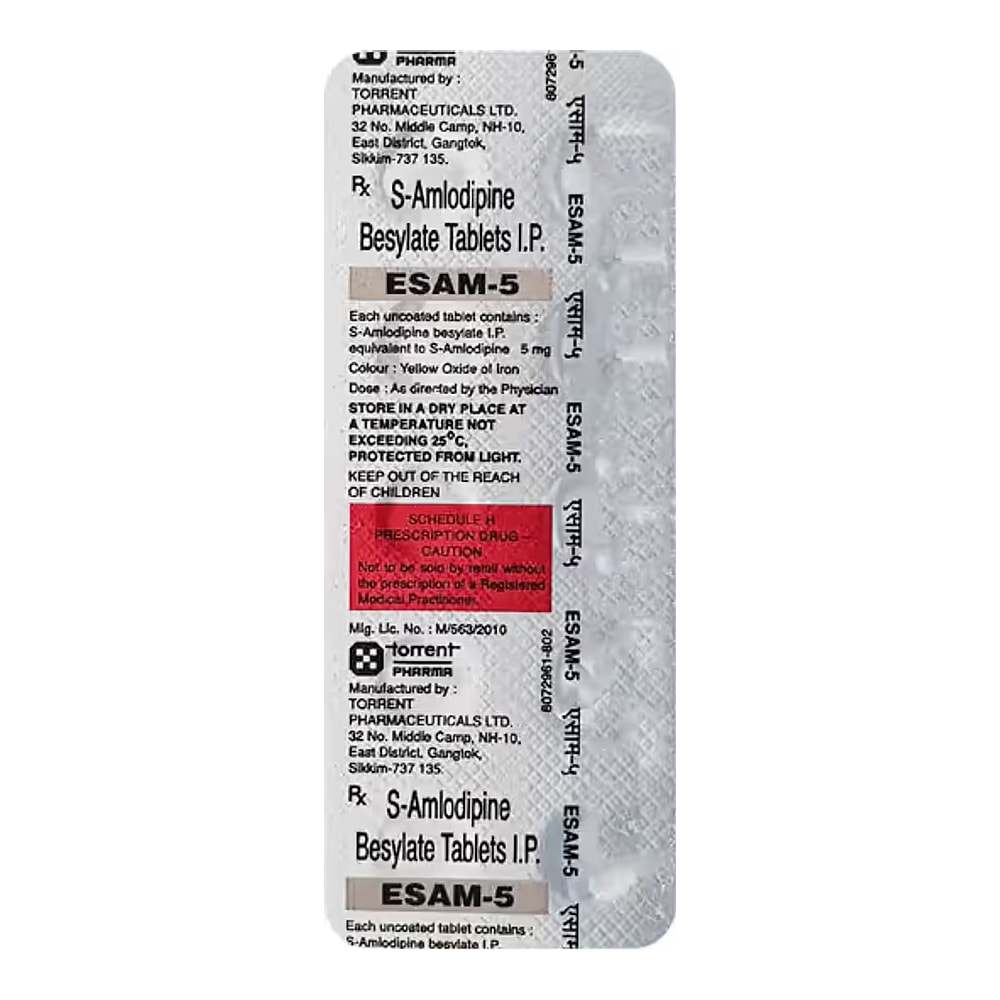 PHARMA
Manufactured by :
TORRENT
PHARMACEUTICALS LTD.
32 No. Middle Camp, NH-10,
East District, Gangtok,
Sikkim-737 135.
Rx S-Amlodipine
Besylate Tablets I.P.
ESAM-5
Each uncoated tablet contains :
S-Amlodipine besylate I.P.
equivalent to S-Amlodipine 5 mg
Colour : Yellow Oxide of Iron
Dose : As directed by the Physician
STORE IN A DRY PLACE AT
A TEMPERATURE NOT
EXCEEDING 25°C,
PROTECTED FROM LIGHT.
KEEP OUT OF THE REACH
OF CHILDREN
SCHEDULE H
PRESCRIPTION DRUG –
CAUTION
Not to be sold by retail without
the prescription of a Registered
Medical Practitioner.
Mfg. Lic. No. : M/563/2010
torrent
PHARMA
Manufactured by :
TORRENT
PHARMACEUTICALS LTD.
32 No. Middle Camp, NH-10,
East District, Gangtok,
Sikkim-737 135.
Rx S-Amlodipine
Besylate Tablets I.P.
ESAM-5
Each uncoated tablet contains :
S-Amlodipine besylate I.P.
8072961-802
-5 एसाम-५ ESAM-5 एसाम-५ ESAM-5 एसाम-५ ESAM-5 एसाम-५ ESAM-5 एसाम